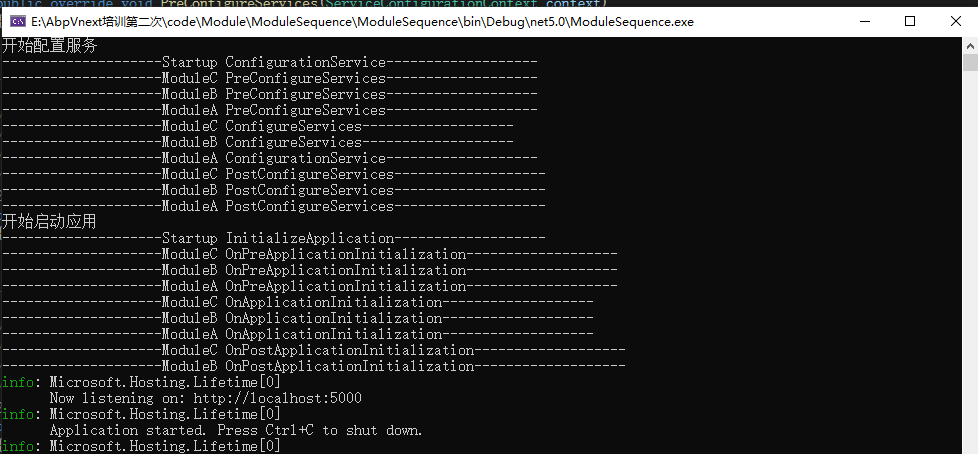 public override void PreConfigureServices(ServiceConfigurationContext context)
E:\AbpVnext培训第二次\code\Module\ModuleSequence\ModuleSequence\bin\Debug\net5.0\ModuleSequence.exe
开始配置服务
--------------------Startup ConfigurationService-------------------
--------------------ModuleC PreConfigureServices-------------------
--------------------ModuleB PreConfigureServices-------------------
--------------------ModuleA PreConfigureServices-------------------
--------------------ModuleC ConfigureServices-------------------
--------------------ModuleB ConfigureServices-------------------
--------------------ModuleA ConfigurationService-------------------
--------------------ModuleC PostConfigureServices-------------------
--------------------ModuleB PostConfigureServices-------------------
--------------------ModuleA PostConfigureServices-------------------
开始启动应用
--------------------Startup InitializeApplication-------------------
--------------------ModuleC OnPreApplicationInitialization-------------------
--------------------ModuleB OnPreApplicationInitialization-------------------
--------------------ModuleA OnPreApplicationInitialization-------------------
--------------------ModuleC OnApplicationInitialization-------------------
--------------------ModuleB OnApplicationInitialization-------------------
--------------------ModuleA OnApplicationInitialization-------------------
--------------------ModuleC OnPostApplicationInitialization-------------------
--------------------ModuleB OnPostApplicationInitialization-------------------
info: Microsoft.Hosting.Lifetime[0]
      Now listening on: http://localhost:5000
info: Microsoft.Hosting.Lifetime[0]
      Application started. Press Ctrl+C to shut down.
info: Microsoft.Hosting.Lifetime[0]